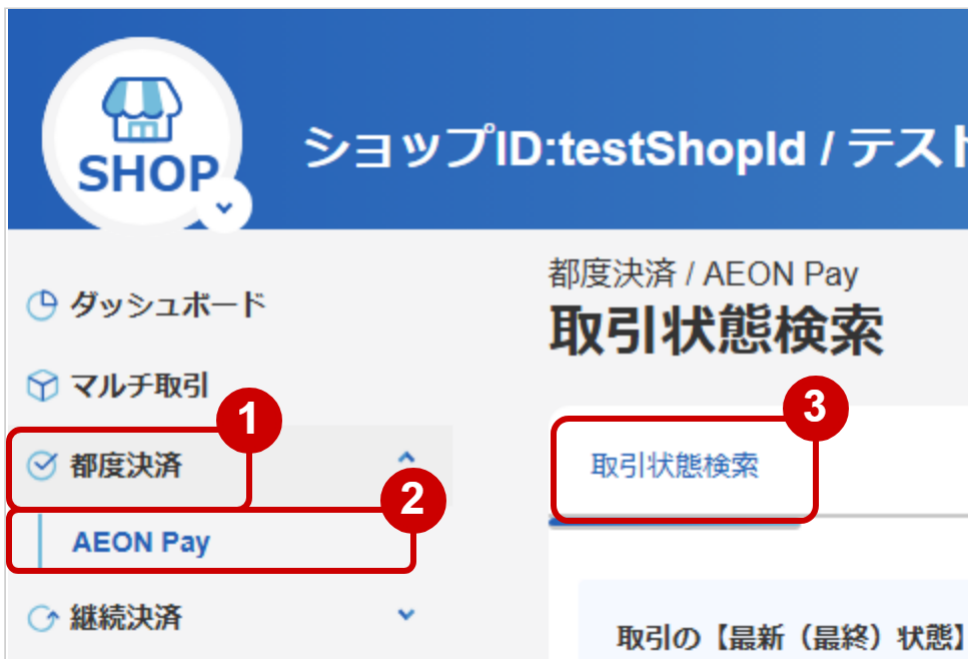 SHOP
ショップID:testShopId / テスト
ダッシュボード
マルチ取引
1
都度決済
2
AEON Pay
継続決済
都度決済 / AEON Pay
取引状態検索
3
取引状態検索
取引の【最新（最終）状態】